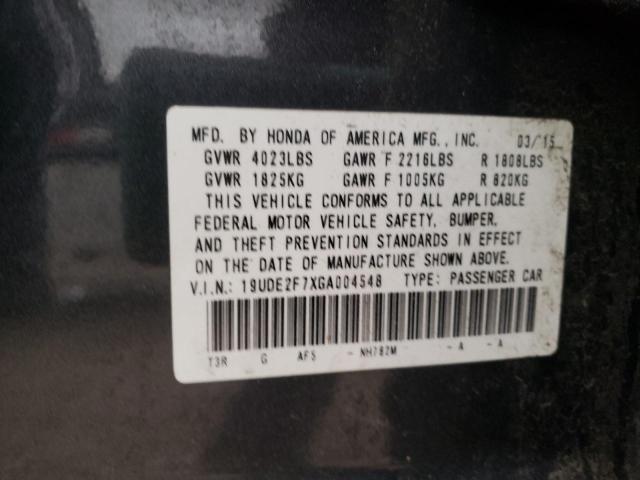 MFD. BY HONDA OF AMERICA MFG., INC. 03/15
GVWR 4023LBS GAWR F 2216LBS R 1808LBS
GVWR 1825KG GAWR F 1005KG R 820KG
THIS VEHICLE CONFORMS TO ALL APPLICABLE
FEDERAL MOTOR VEHICLE SAFETY, BUMPER,
AND THEFT PREVENTION STANDARDS IN EFFECT
ON THE DATE OF MANUFACTURE SHOWN ABOVE.
V.I.N.: 19UDE2F7XGA004548 TYPE: PASSENGER CAR
T3R G AF5 - NH782M - A - A